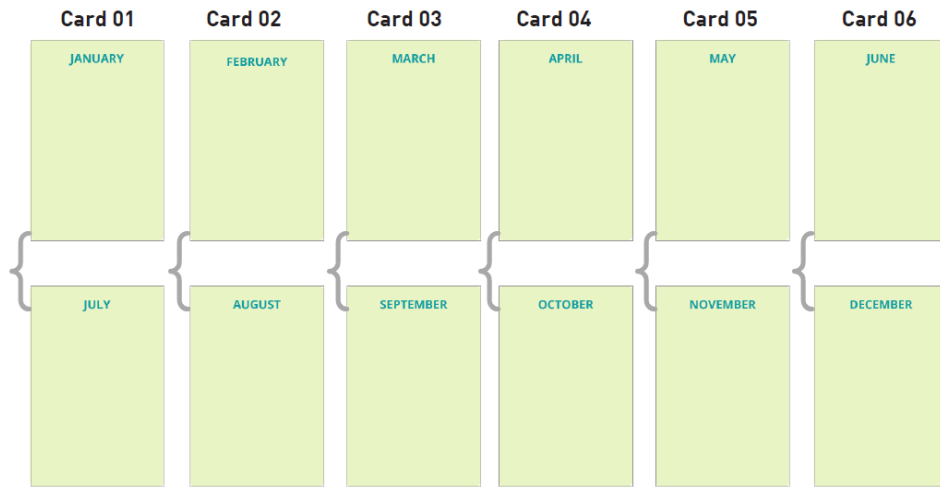 Card 01 Card 02 Card 03 Card 04 Card 05 Card 06
JANUARY FEBRUARY MARCH APRIL MAY JUNE
JULY AUGUST SEPTEMBER OCTOBER NOVEMBER DECEMBER